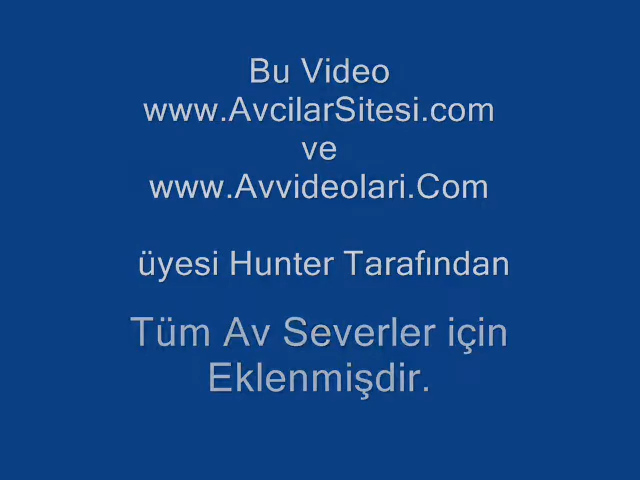 Bu Video
www.AvcilarSitesi.com
ve
www.Avvideolari.Com
üyesi Hunter Tarafından
Tüm Av Severler için
Eklenmişdir.